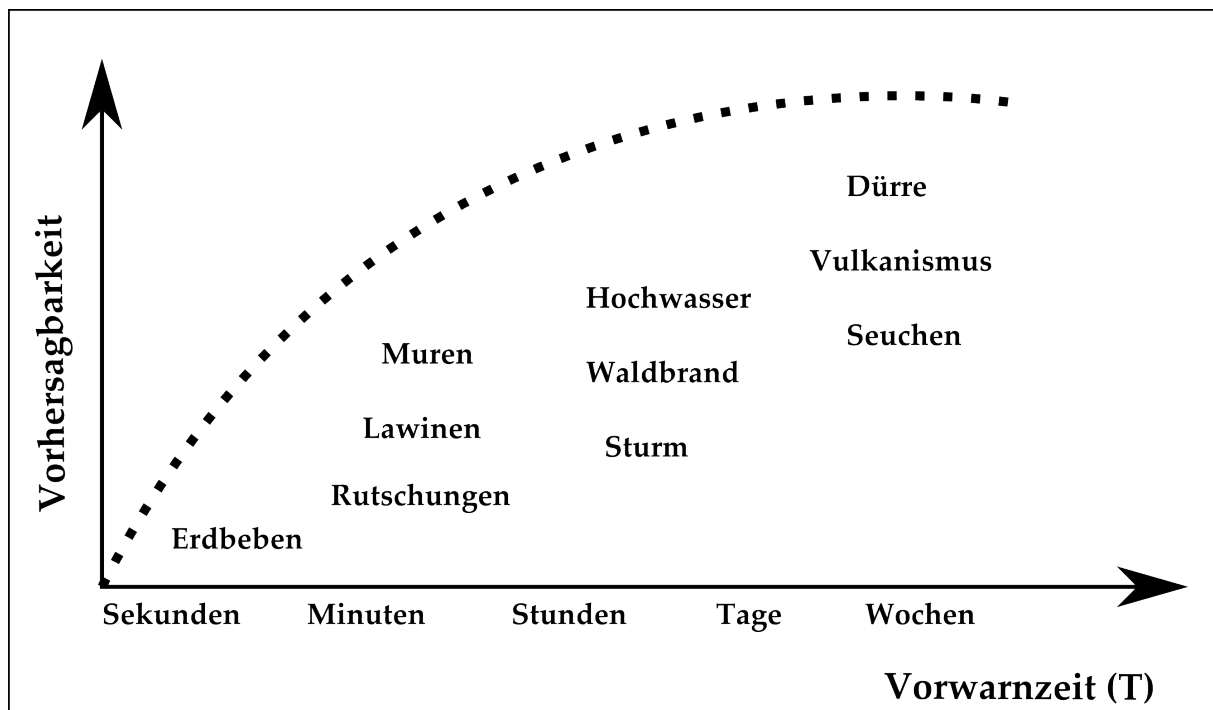 Vorhersagbarkeit
Dürre
Vulkanismus
Hochwasser
Seuchen
Muren
Waldbrand
Lawinen
Sturm
Rutschungen
Erdbeben
Sekunden Minuten Stunden Tage Wochen
Vorwarnzeit (T)